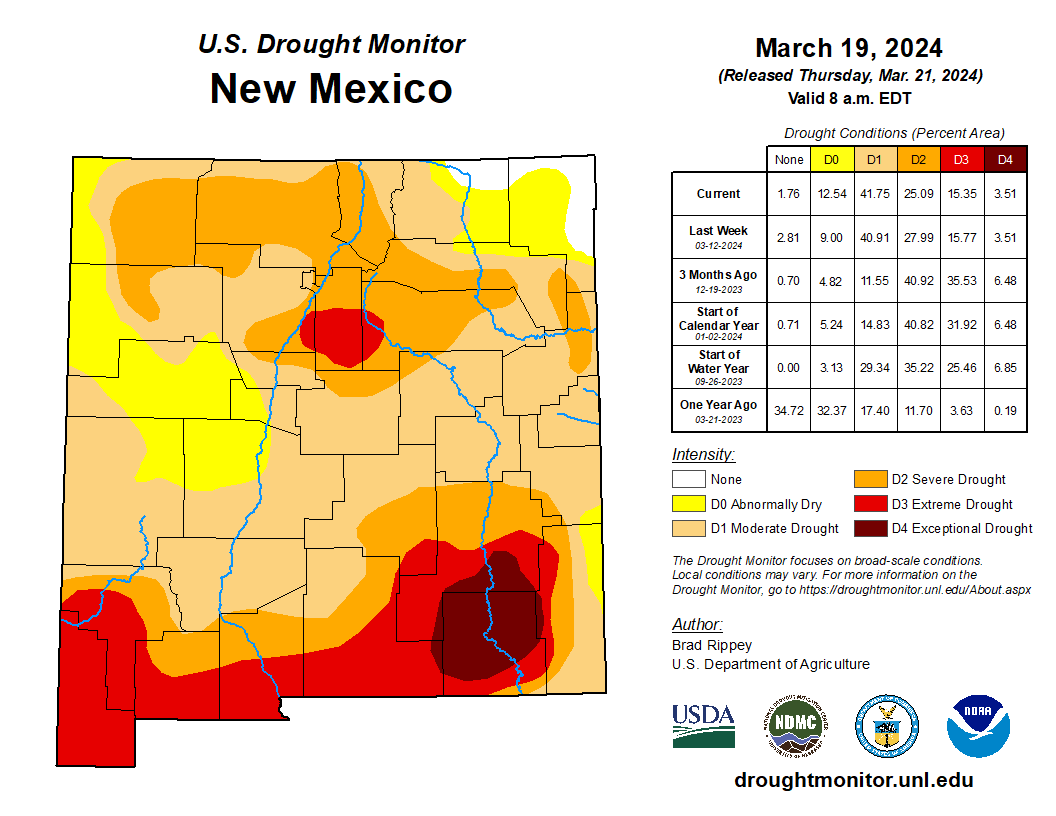 U.S. Drought Monitor
New Mexico
March 19, 2024
(Released Thursday, Mar. 21, 2024)
Valid 8 a.m. EDT
Drought Conditions (Percent Area)
None D0 D1 D2 D3 D4
Current 1.76 12.54 41.75 25.09 15.35 3.51
Last Week
03-12-2024 2.81 9.00 40.91 27.99 15.77 3.51
3 Months Ago
12-19-2023 0.70 4.82 11.55 40.92 35.53 6.48
Start of
Calendar Year
01-02-2024 0.71 5.24 14.83 40.82 31.92 6.48
Start of
Water Year
09-26-2023 0.00 3.13 29.34 35.22 25.46 6.85
One Year Ago
03-21-2023 34.72 32.37 17.40 11.70 3.63 0.19
Intensity:
None
D0 Abnormally Dry
D1 Moderate Drought
D2 Severe Drought
D3 Extreme Drought
D4 Exceptional Drought
The Drought Monitor focuses on broad-scale conditions.
Local conditions may vary. For more information on the
Drought Monitor, go to https://droughtmonitor.unl.edu/About.aspx
Author:
Brad Rippey
U.S. Department of Agriculture
USDA
NDMC
NOAA
droughtmonitor.unl.edu